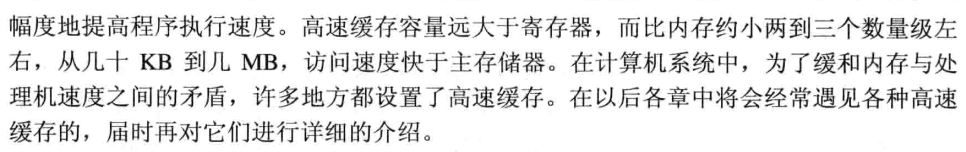 幅度地提高程序执行速度。高速缓存容量远大于寄存器，而比内存约小两到三个数量级左
右，从几十 KB 到几 MB，访问速度快于主存储器。在计算机系统中，为了缓和内存与处
理机速度之间的矛盾，许多地方都设置了高速缓存。在以后各章中将会经常遇见各种高速
缓存的，届时再对它们进行详细的介绍。